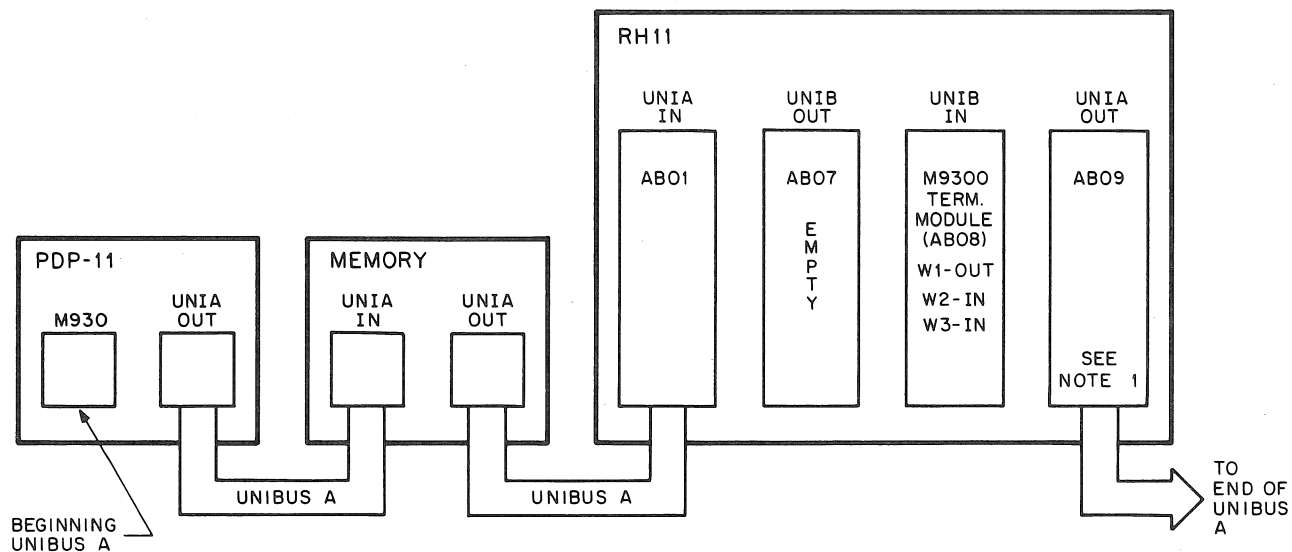 RH11
UNIA
IN
UNIB
OUT
UNIB
IN
UNIA
OUT
AB01
AB07
EMPTY
M9300
TERM.
MODULE
(AB08)
W1-OUT
W2-IN
W3-IN
AB09
SEE
NOTE 1
PDP-11
M930
UNIA
OUT
MEMORY
UNIA
IN
UNIA
OUT
UNIBUS A
UNIBUS A
BEGINNING
UNIBUS A
TO
END OF
UNIBUS
A